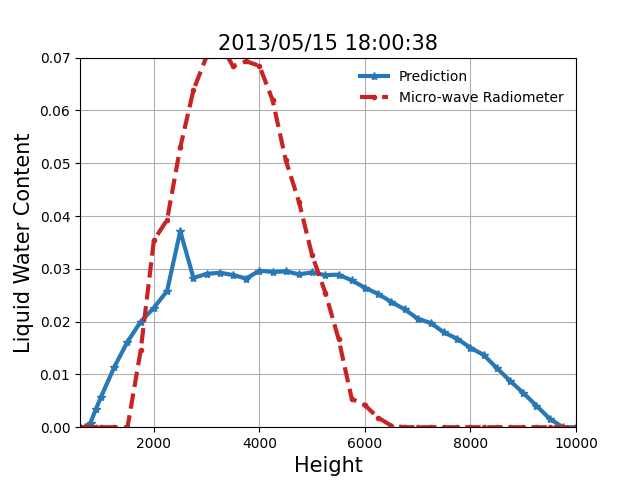 2013/05/15 18:00:38
0.07
0.06
0.05
0.04
0.03
0.02
0.01
0.00
Liquid Water Content
Prediction
Micro-wave Radiometer
2000 4000 6000 8000 10000
Height